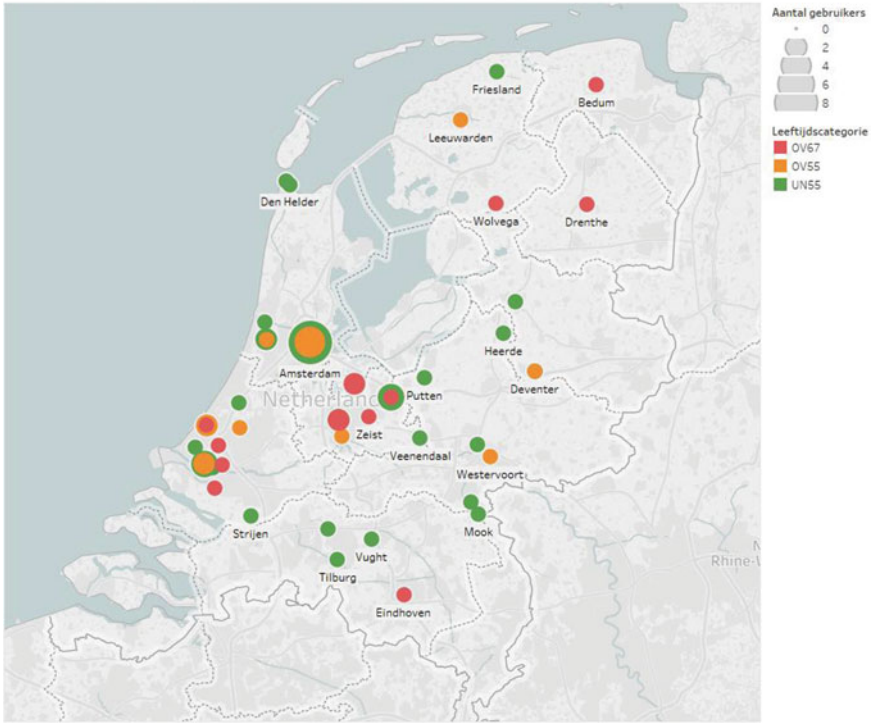 Aantal gebruikers
0
2
4
6
8
Leeftijdscategorie
OV67
OV55
UN55
Friesland
Bedum
Leeuwarden
Den Helder
Wolvega
Drenthe
Heerde
Amsterdam
Deventer
Netherland
Putten
Zeist
Veenendaal
Westervoort
Strijen
Mook
Vught
Tilburg
Rhine-
Eindhoven